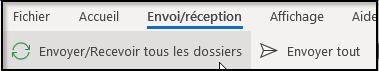 Fichier Accueil Envoi/réception Affichage Aide
Envoyer/Recevoir tous les dossiers Envoyer tout